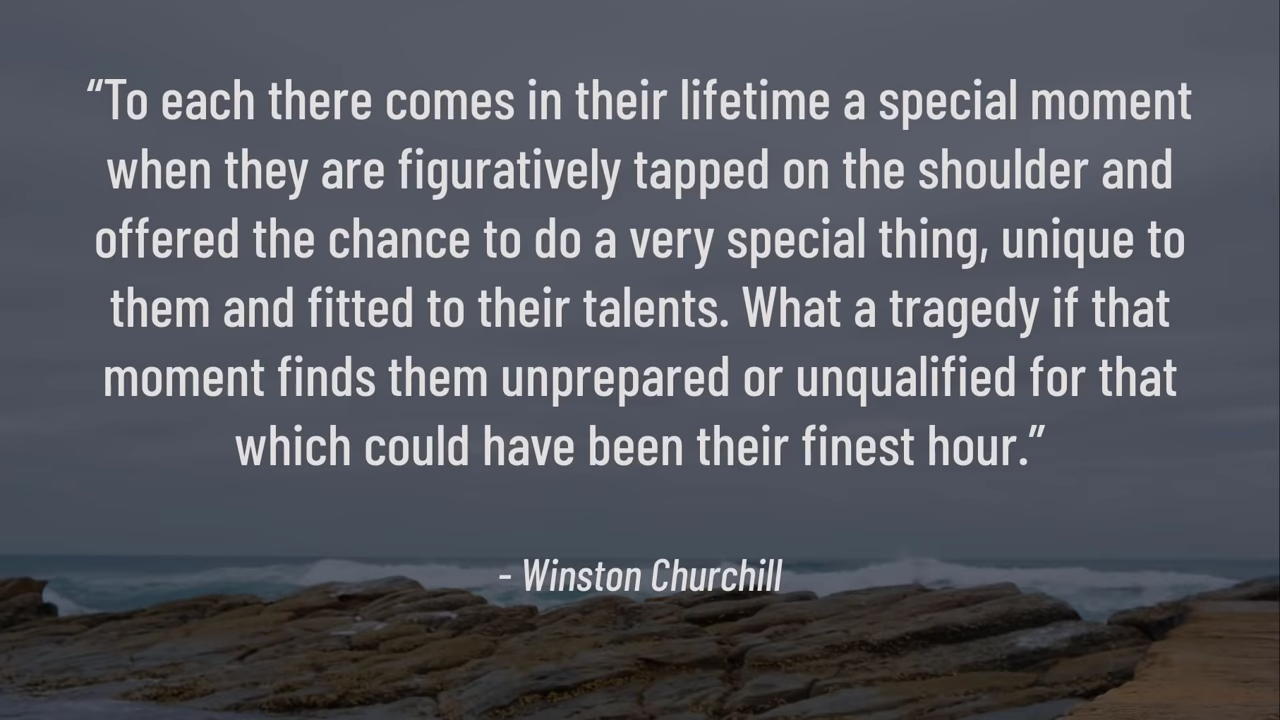 “To each there comes in their lifetime a special moment
when they are figuratively tapped on the shoulder and
offered the chance to do a very special thing, unique to
them and fitted to their talents. What a tragedy if that
moment finds them unprepared or unqualified for that
which could have been their finest hour.”
- Winston Churchill